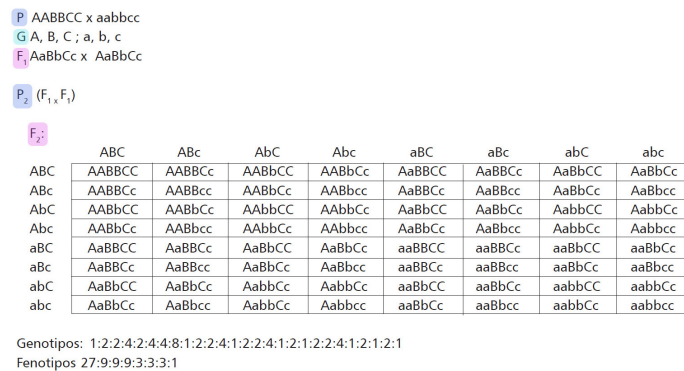 P AABBCC x aabbcc
G A, B, C ; a, b, c
F₁ AaBbCc x AaBbCc
P₂ (F₁ x F₁)
F₂:
ABC ABc AbC Abc aBC aBc abC abc
ABC AABBCC AABBCc AABbCC AABbCc AaBBCC AaBBCc AaBbCC AaBbCc
ABc AABBCc AABBcc AABbCc AABbcc AaBBCc AaBBcc AaBbCc AaBbcc
AbC AABbCC AABbCc AAbbCC AAbbCc AaBbCC AaBbCc AabbCC AabbCc
Abc AABbCc AABbcc AAbbCc AAbbcc AaBbCc AaBbcc AabbCc Aabbcc
aBC AaBBCC AaBBCc AaBbCC AaBbCc aaBBCC aaBBCc aaBbCC aaBbCc
aBc AaBBCc AaBBcc AaBbCc AaBbcc aaBBCc aaBBcc aaBbCc aaBbcc
abC AaBbCC AaBbCc AabbCC AabbCc aaBbCC aaBbCc aabbCC aabbCc
abc AaBbCc AaBbcc AabbCc Aabbcc aaBbCc aaBbcc aabbCc aabbcc
Genotipos: 1:2:2:4:2:4:4:8:1:2:2:4:1:2:2:4:1:2:1:2:2:4:1:2:1:2:1
Fenotipos 27:9:9:9:3:3:3:1